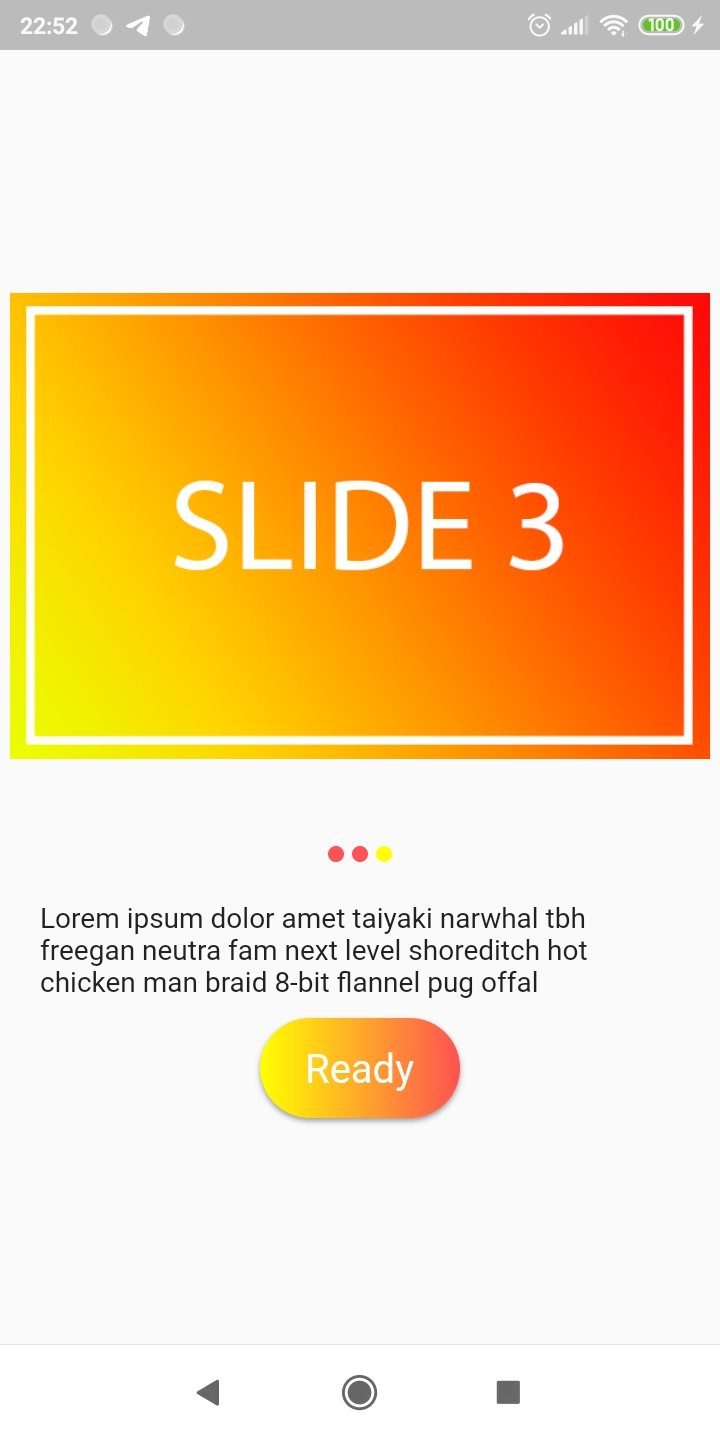 22:52
100
SLIDE 3
Lorem ipsum dolor amet taiyaki narwhal tbh
freegan neutra fam next level shoreditch hot
chicken man braid 8-bit flannel pug offal
Ready